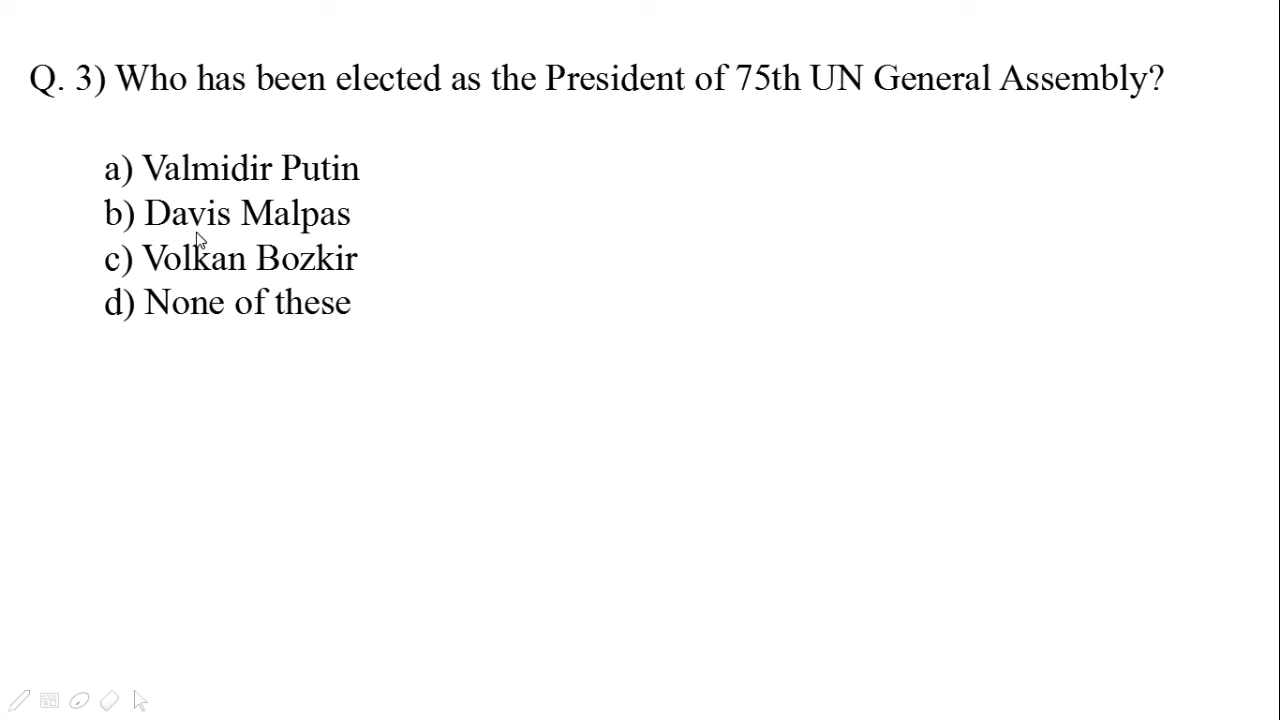 Q. 3) Who has been elected as the President of 75th UN General Assembly?
a) Valmidir Putin
b) Davis Malpas
c) Volkan Bozkir
d) None of these